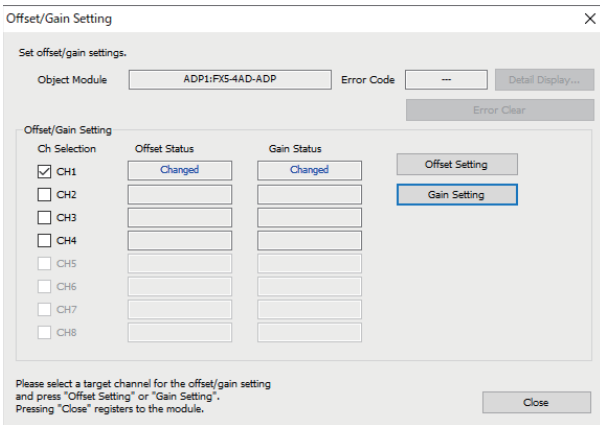 Offset/Gain Setting
Set offset/gain settings.
Object Module ADP1:FX5-4AD-ADP Error Code --- Detail Display...
Error Clear
Offset/Gain Setting
Ch Selection Offset Status Gain Status
CH1 Changed Changed Offset Setting
CH2 Gain Setting
CH3
CH4
CH5
CH6
CH7
CH8
Please select a target channel for the offset/gain setting
and press "Offset Setting" or "Gain Setting".
Pressing "Close" registers to the module.
Close